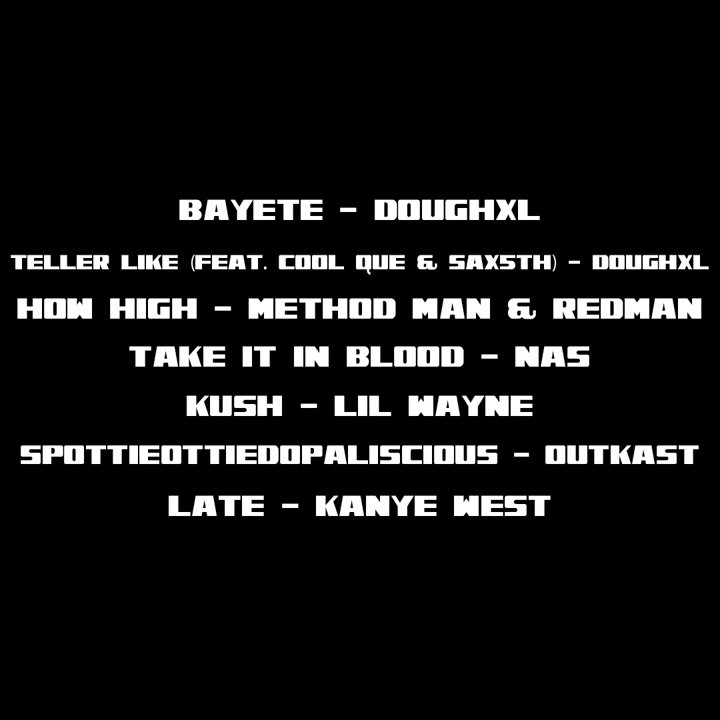 BAYETE - DOUGHXL
TELLER LIKE (FEAT. COOL QUE & SAX5TH) - DOUGHXL
HOW HIGH - METHOD MAN & REDMAN
TAKE IT IN BLOOD - NAS
KUSH - LIL WAYNE
SPOTTIEOTTIEDOPALISCIOUS - OUTKAST
LATE - KANYE WEST